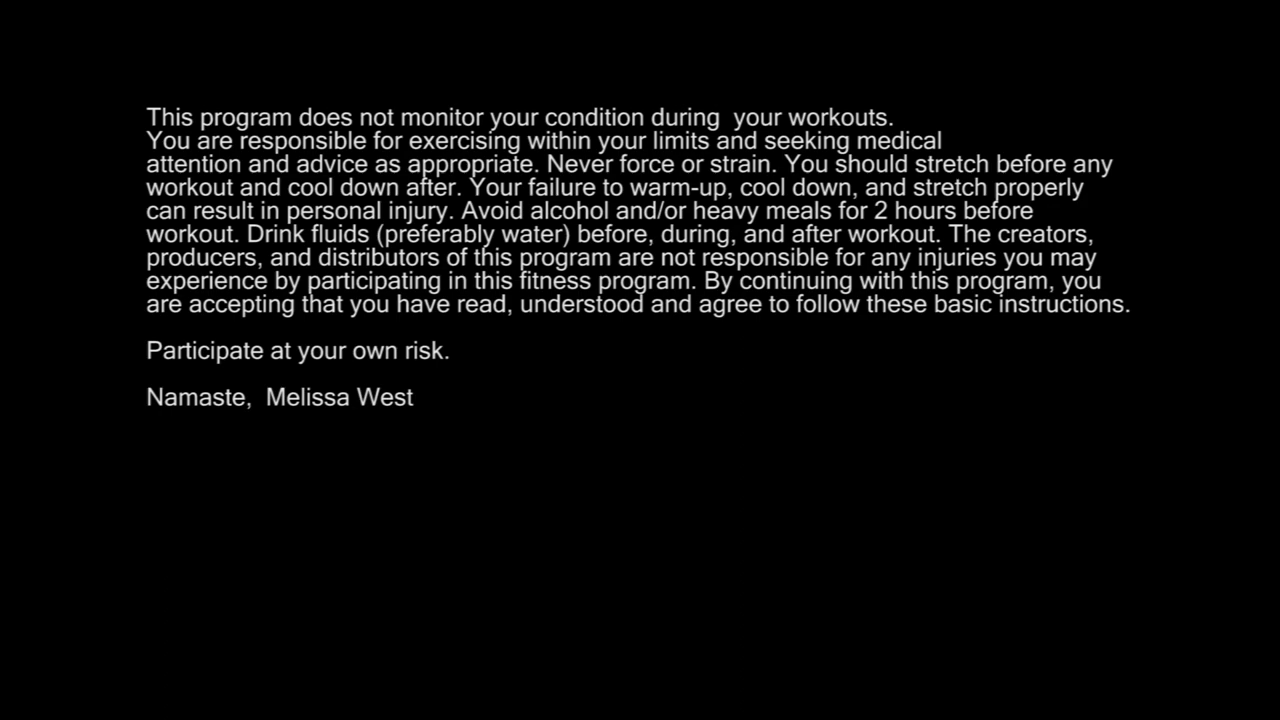 This program does not monitor your condition during  your workouts.
You are responsible for exercising within your limits and seeking medical
attention and advice as appropriate. Never force or strain. You should stretch before any
workout and cool down after. Your failure to warm-up, cool down, and stretch properly
can result in personal injury. Avoid alcohol and/or heavy meals for 2 hours before
workout. Drink fluids (preferably water) before, during, and after workout. The creators,
producers, and distributors of this program are not responsible for any injuries you may
experience by participating in this fitness program. By continuing with this program, you
are accepting that you have read, understood and agree to follow these basic instructions.
Participate at your own risk.
Namaste,  Melissa West